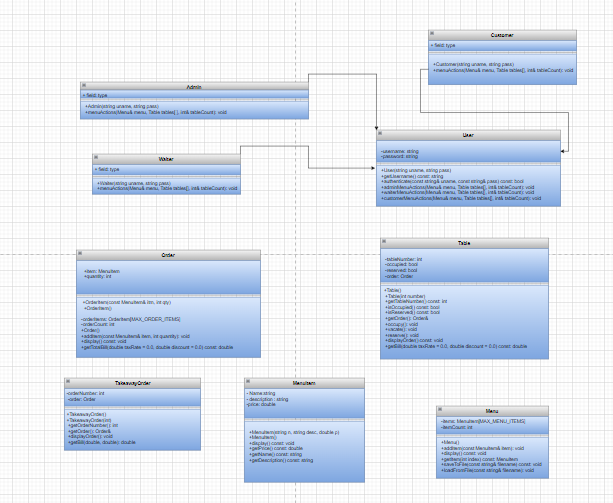 Customer
+ field: type
+Customer(string uname, string pass)
+menuActions(Menu& menu, Table tables[], int& tableCount): void
Admin
+ field: type
+Admin(string uname, string pass)
+menuActions(Menu& menu, Table tables[ ], int& tableCount): void
User
-username: string
-password: string
+User(string uname, string pass)
+getUsername() const: string
+authenticate(const string& uname, const string& pass) const: bool
+adminMenuActions(Menu& menu, Table tables[], int& tableCount): void
+waiterMenuActions(Menu& menu, Table tables[], int& tableCount): void
+customerMenuActions(Menu& menu, Table tables[], int& tableCount): void
Waiter
+ field: type
+Waiter(string uname, string pass)
+menuActions(Menu& menu, Table tables[], int& tableCount): void
Order
+item: MenuItem
+quantity: int
+OrderItem(const MenuItem& itm, int qty)
+OrderItem()
-orderItems: OrderItem[MAX_ORDER_ITEMS]
-orderCount: int
+Order()
+addItem(const MenuItem& item, int quantity): void
+display() const: void
+getTotalBill(double taxRate = 0.0, double discount = 0.0) const: double
Table
-tableNumber: int
-occupied: bool
-reserved: bool
-order: Order
+Table()
+Table(int number)
+getTableNumber() const: int
+isOccupied() const: bool
+isReserved() const: bool
+getOrder(): Order&
+occupy(): void
+vacate(): void
+reserve(): void
+displayOrder() const: void
+getBill(double taxRate = 0.0, double discount = 0.0) const: double
TakeawayOrder
-orderNumber: int
-order: Order
+TakeawayOrder()
+TakeawayOrder(int)
+getOrderNumber(): int
+getOrder(): Order&
+displayOrder(): void
+getBill(double, double): double
MenuItem
- Name:string
- description : string
-price: double
+MenuItem(string n, string desc, double p)
+MenuItem()
+display() const: void
+getPrice() const: double
+getName() const: string
+getDescription() const: string
Menu
-items: MenuItem[MAX_MENU_ITEMS]
-itemCount: int
+Menu()
+addItem(const MenuItem& item): void
+display() const: void
+getItem(int index) const: MenuItem
+saveToFile(const string& filename) const: void
+loadFromFile(const string& filename): void